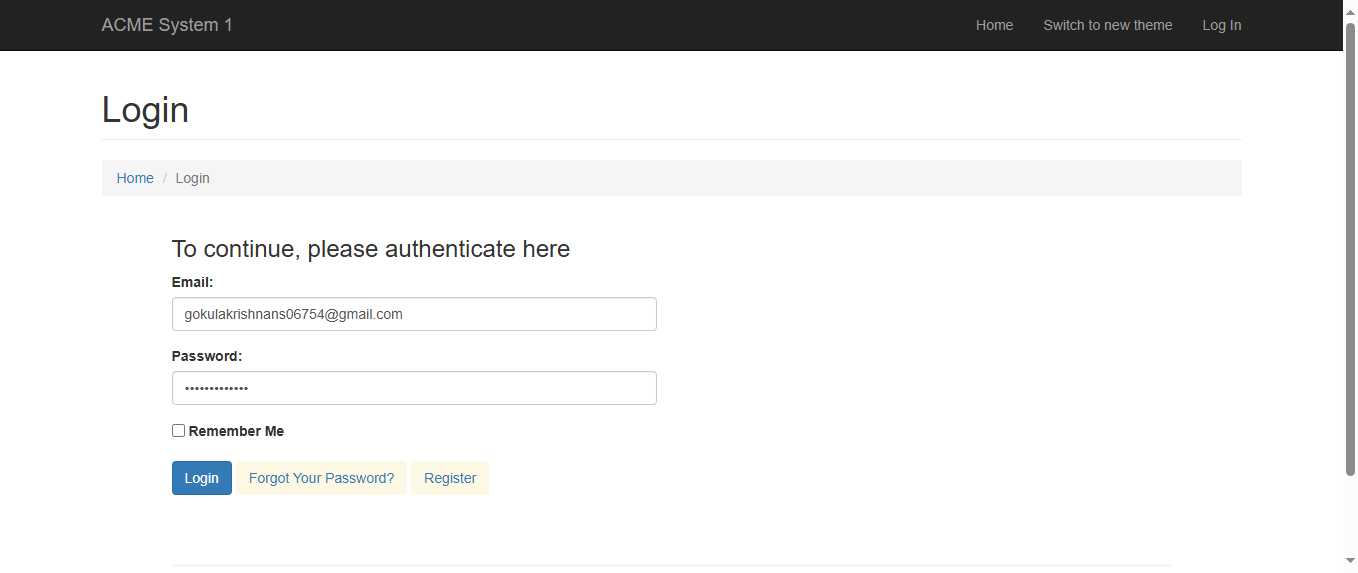 ACME System 1 Home Switch to new theme Log In
Login
Home / Login
To continue, please authenticate here
Email:
gokulakrishnans06754@gmail.com
Password:
•••••••••••••
Remember Me
Login Forgot Your Password? Register